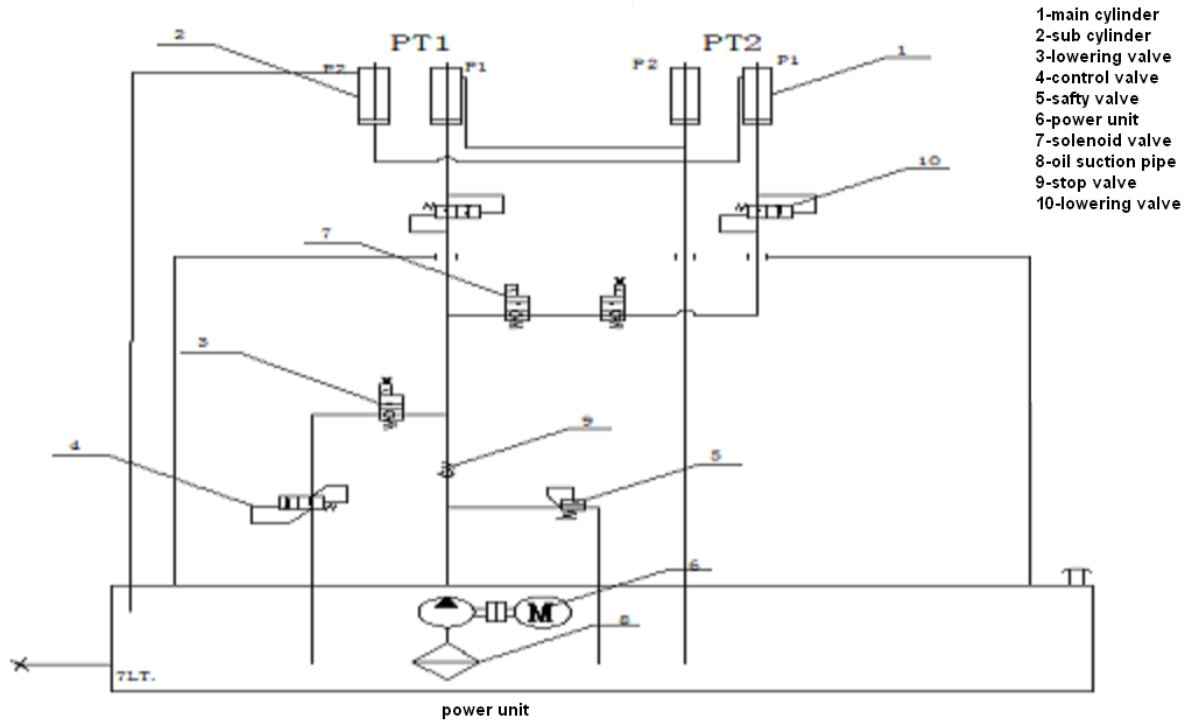 1-main cylinder
2-sub cylinder
3-lowering valve
4-control valve
5-safty valve
6-power unit
7-solenoid valve
8-oil suction pipe
9-stop valve
10-lowering valve
2
PT1
PT2
1
P2
P1
P2
P1
10
7
3
9
4
5
6
M
8
7LT.
power unit